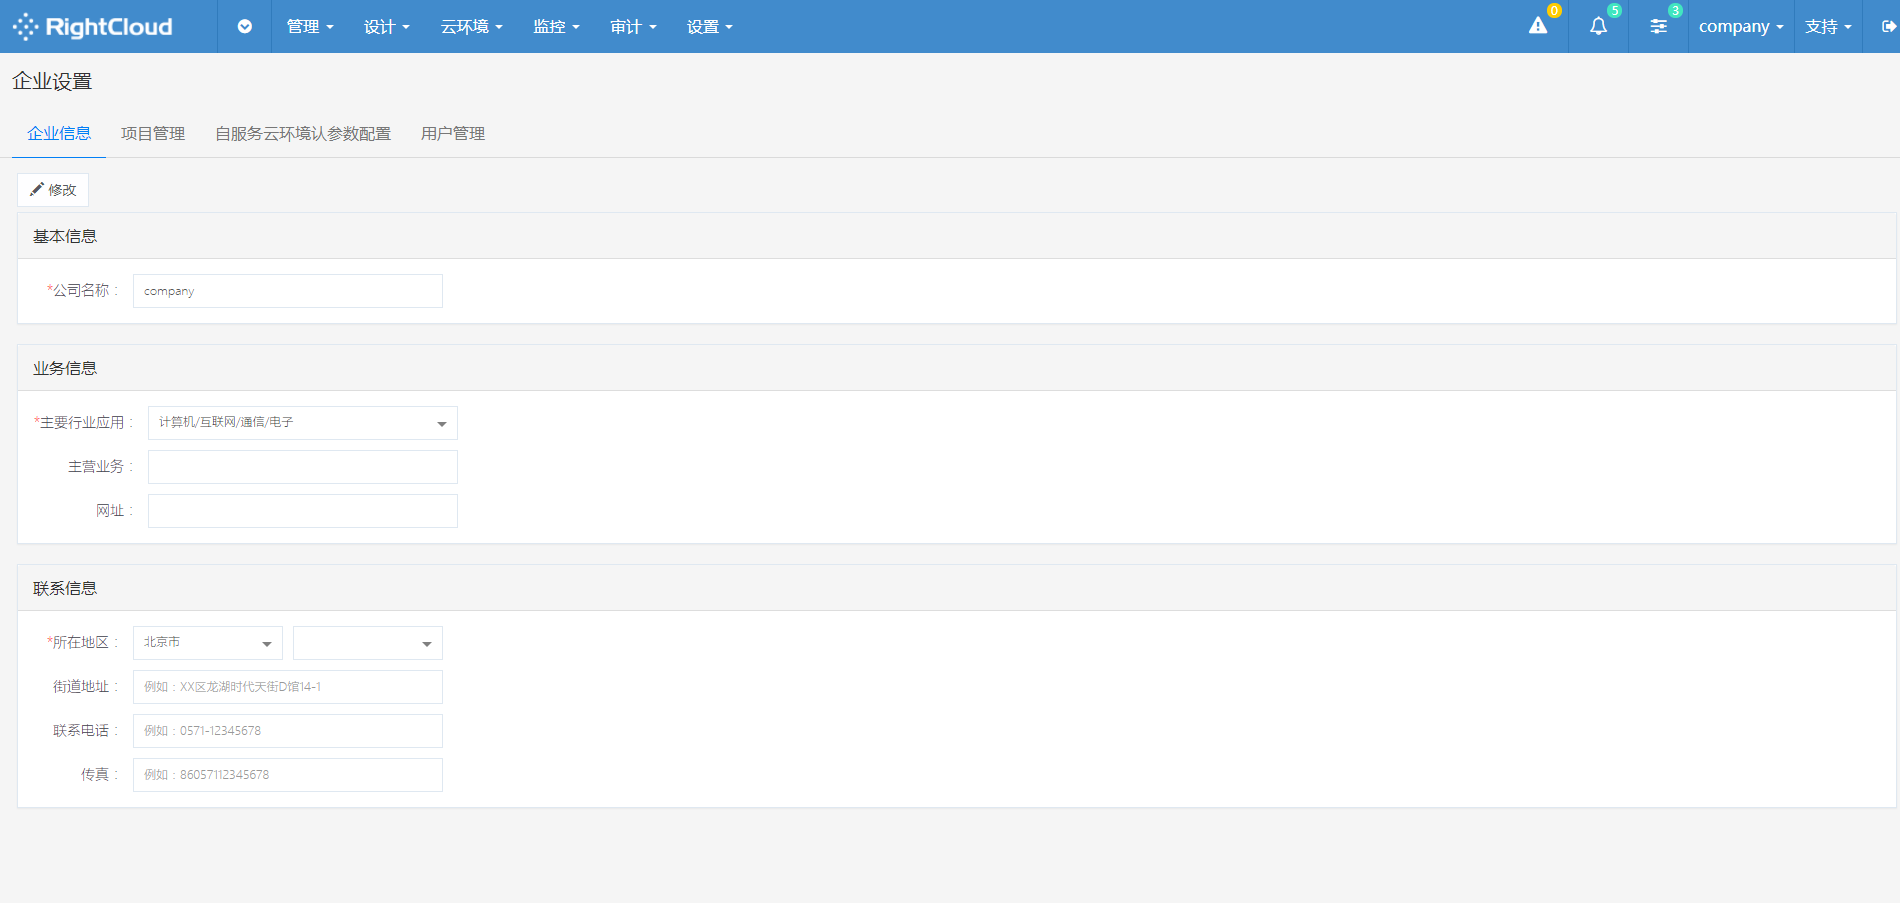 RightCloud 管理 设计 云环境 监控 审计 设置 0 5 3 company 支持
企业设置
企业信息 项目管理 自服务云环境认参数配置 用户管理
修改
基本信息
*公司名称： company
业务信息
*主要行业应用： 计算机/互联网/通信/电子
主营业务：
网址：
联系信息
*所在地区： 北京市
街道地址： 例如：XX区龙湖时代天街D馆14-1
联系电话： 例如：0571-12345678
传真： 例如：86057112345678